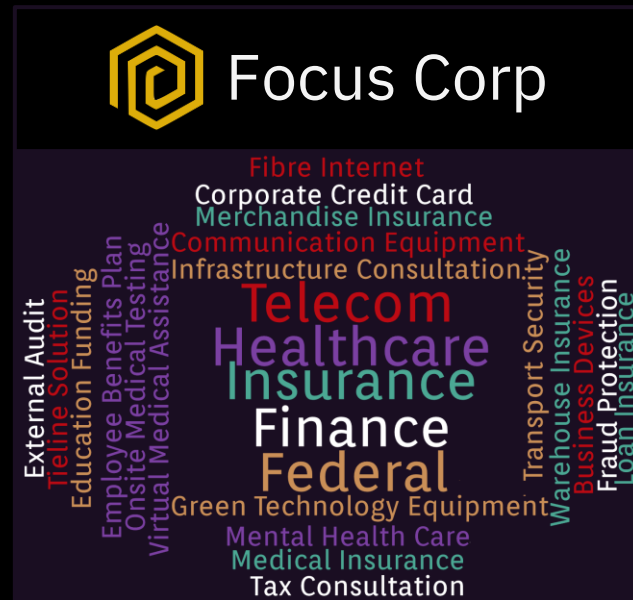 Focus Corp
Fibre Internet
Corporate Credit Card
Merchandise Insurance
Communication Equipment
Infrastructure Consultation
Telecom
Healthcare
Insurance
Finance
Federal
Green Technology Equipment
Mental Health Care
Medical Insurance
Tax Consultation
External Audit
Tieline Solution
Education Funding
Employee Benefits Plan
Onsite Medical Testing
Virtual Medical Assistance
Transport Security
Warehouse Insurance
Business Devices
Fraud Protection
Loan Insurance